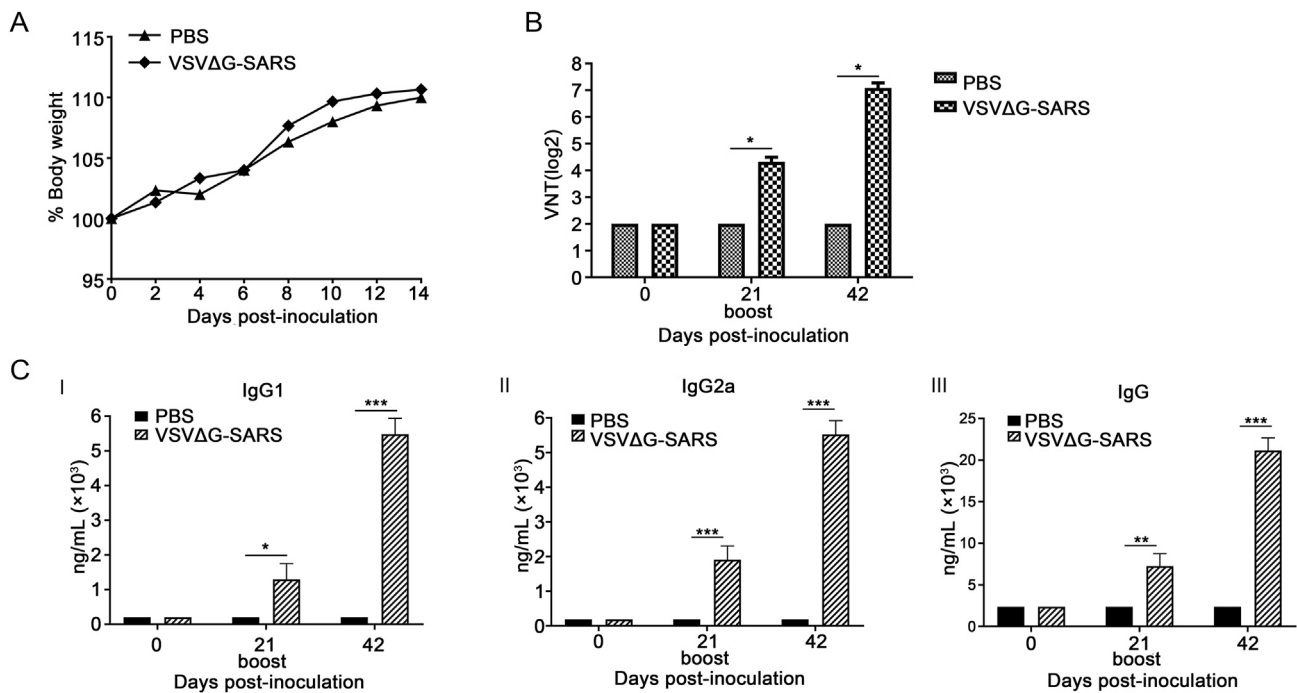 A
115
110
105
100
95
% Body weight
PBS
VSVΔG-SARS
0 2 4 6 8 10 12 14
Days post-inoculation
B
8
7
6
5
4
3
2
1
0
VNT(log2)
*
*
PBS
VSVΔG-SARS
0 21 42
boost
Days post-inoculation
C
I
IgG1
PBS
VSVΔG-SARS
6
5
4
3
2
1
0
ng/mL (×10³)
*
***
0 21 42
boost
Days post-inoculation
II
IgG2a
PBS
VSVΔG-SARS
6
5
4
3
2
1
0
ng/mL (×10³)
***
***
0 21 42
boost
Days post-inoculation
III
IgG
PBS
VSVΔG-SARS
25
20
15
10
5
0
ng/mL (×10³)
**
***
0 21 42
boost
Days post-inoculation